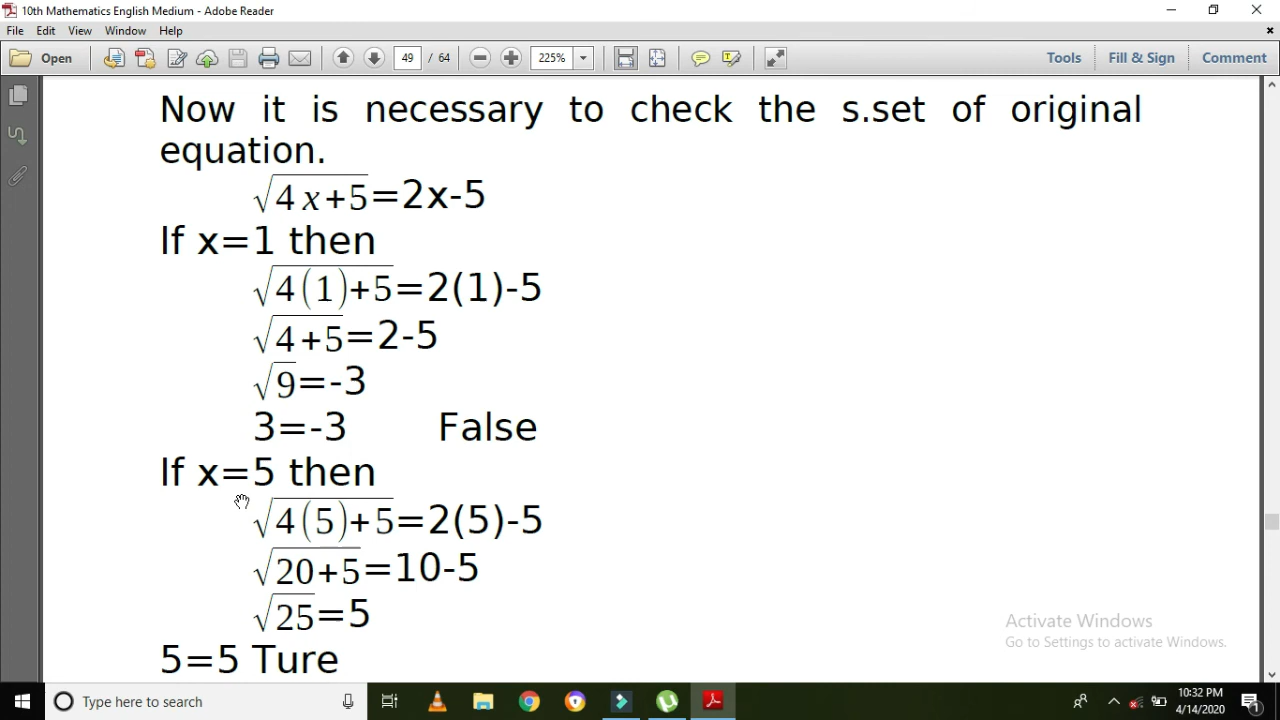 10th Mathematics English Medium - Adobe Reader
File Edit View Window Help
Open 49 / 64 225% Tools Fill & Sign Comment
Now it is necessary to check the s.set of original
equation.
√4x+5=2x-5
If x=1 then
√4(1)+5=2(1)-5
√4+5=2-5
√9=-3
3=-3 False
If x=5 then
√4(5)+5=2(5)-5
√20+5=10-5
√25=5
5=5 Ture
Activate Windows
Go to Settings to activate Windows.
Type here to search
10:32 PM
4/14/2020
1